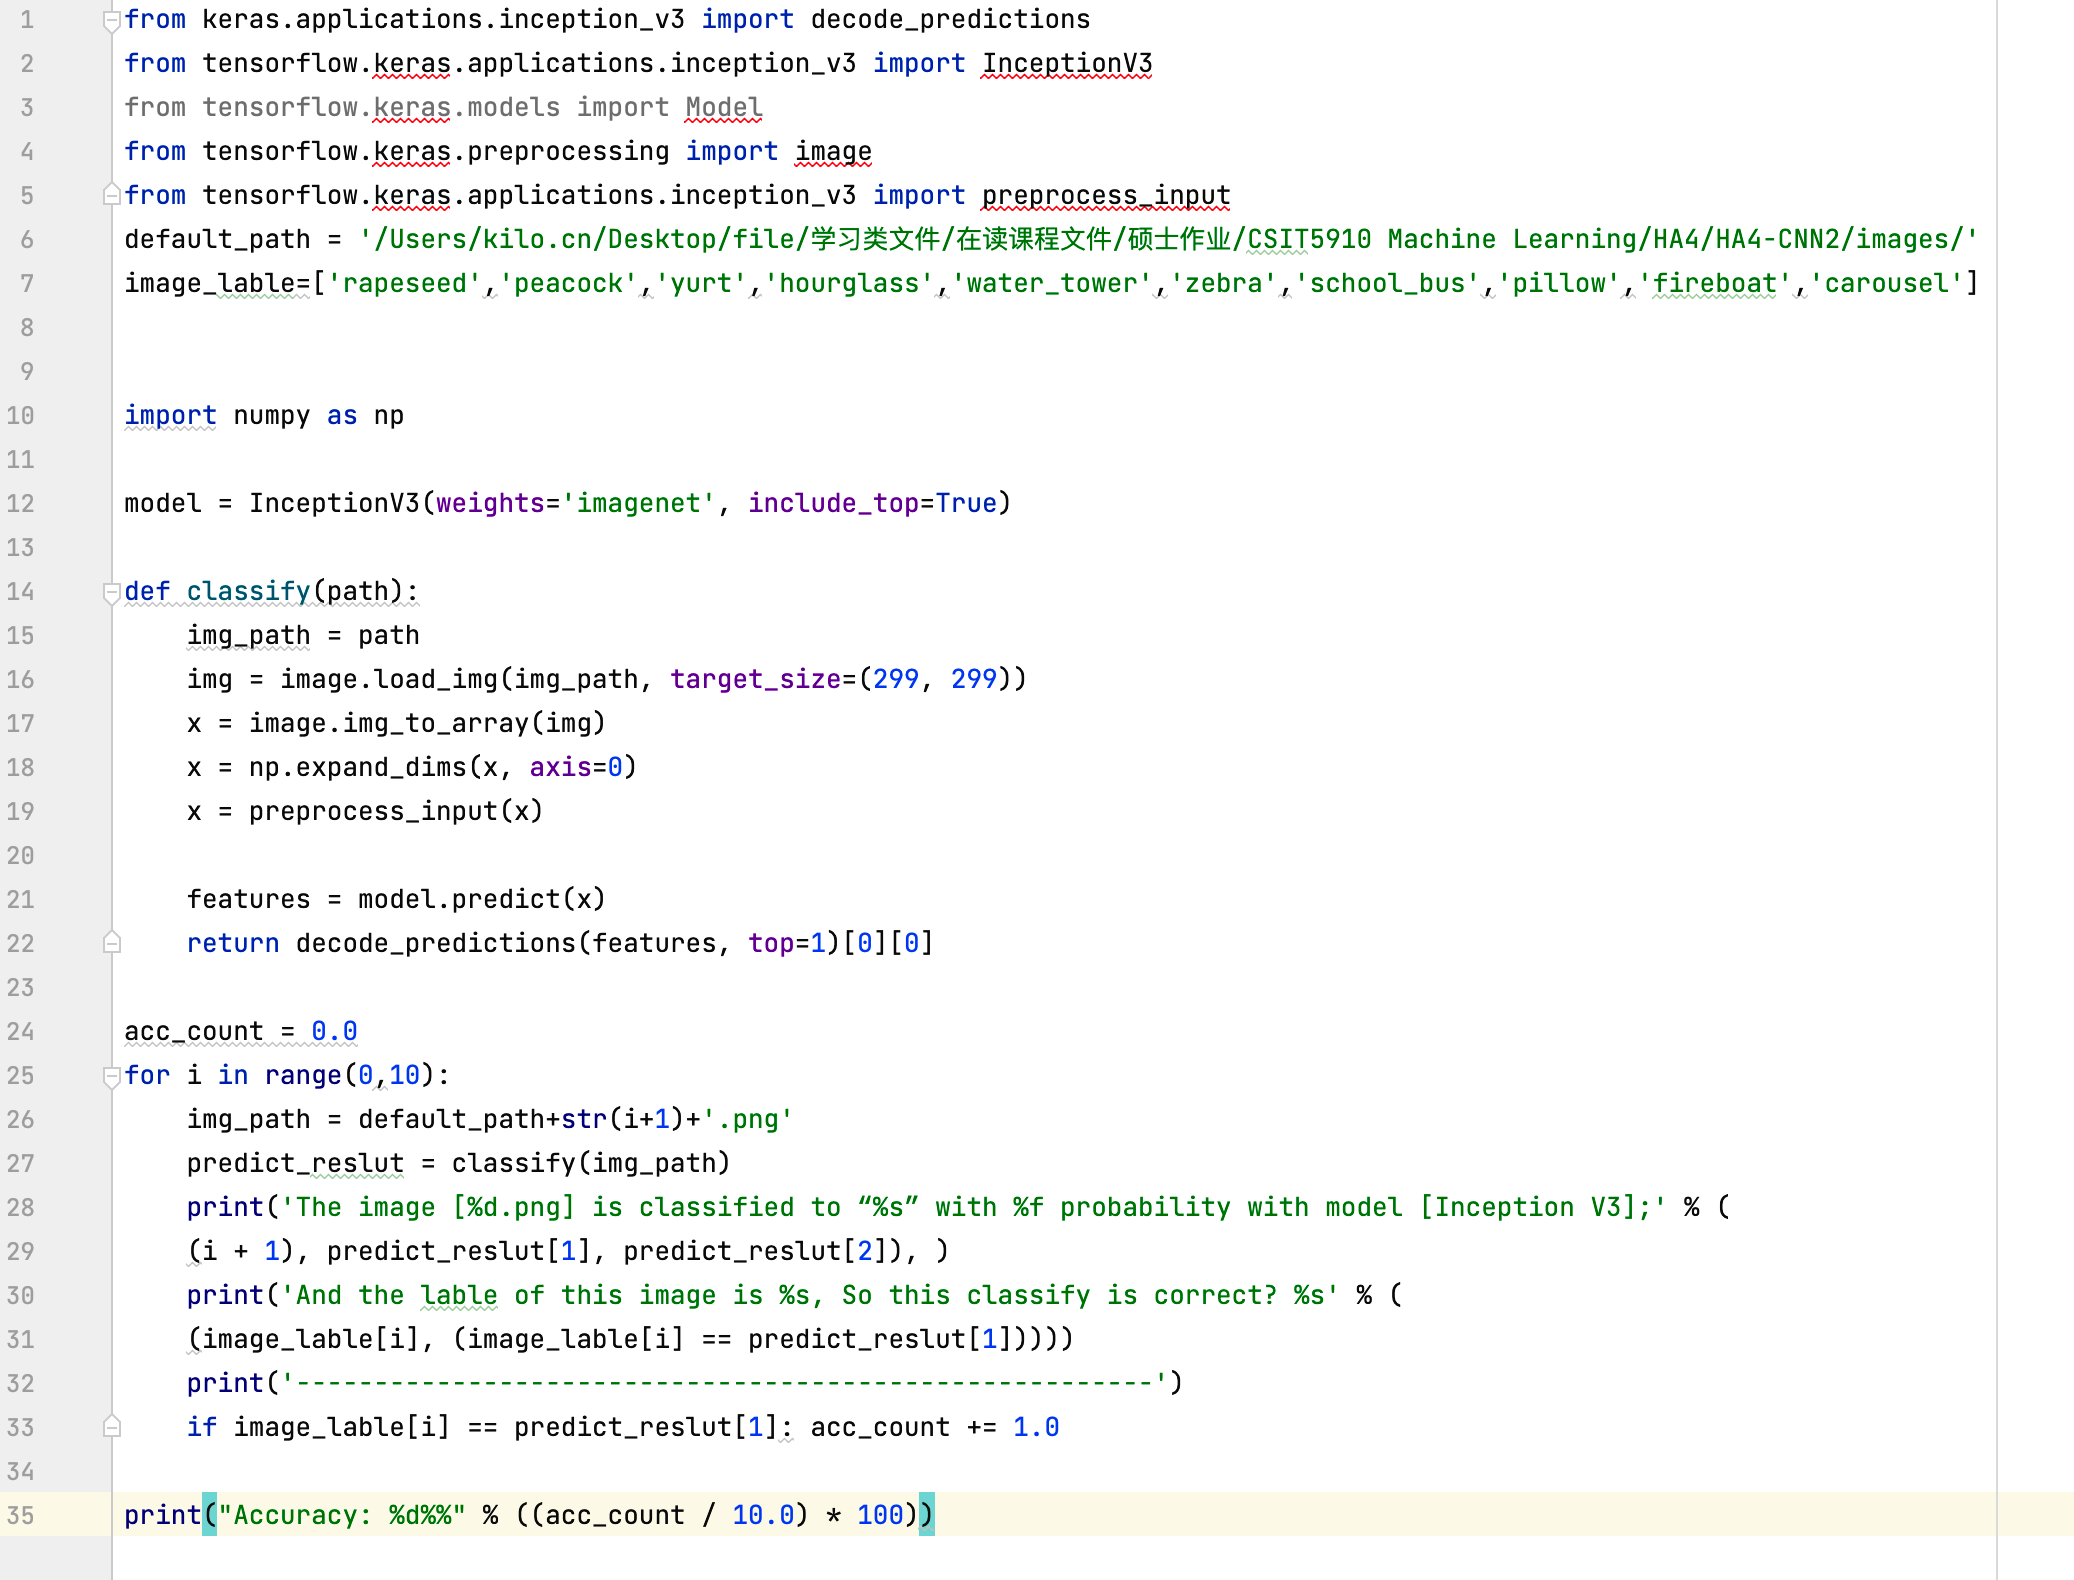 1 from keras.applications.inception_v3 import decode_predictions
2 from tensorflow.keras.applications.inception_v3 import InceptionV3
3 from tensorflow.keras.models import Model
4 from tensorflow.keras.preprocessing import image
5 from tensorflow.keras.applications.inception_v3 import preprocess_input
6 default_path = '/Users/kilo.cn/Desktop/file/学习类文件/在读课程文件/硕士作业/CSIT5910 Machine Learning/HA4/HA4-CNN2/images/'
7 image_lable=['rapeseed','peacock','yurt','hourglass','water_tower','zebra','school_bus','pillow','fireboat','carousel']
8
9
10 import numpy as np
11
12 model = InceptionV3(weights='imagenet', include_top=True)
13
14 def classify(path):
15     img_path = path
16     img = image.load_img(img_path, target_size=(299, 299))
17     x = image.img_to_array(img)
18     x = np.expand_dims(x, axis=0)
19     x = preprocess_input(x)
20
21     features = model.predict(x)
22     return decode_predictions(features, top=1)[0][0]
23
24 acc_count = 0.0
25 for i in range(0,10):
26     img_path = default_path+str(i+1)+'.png'
27     predict_reslut = classify(img_path)
28     print('The image [%d.png] is classified to “%s” with %f probability with model [Inception V3];' % (
29     (i + 1), predict_reslut[1], predict_reslut[2]), )
30     print('And the lable of this image is %s, So this classify is correct? %s' % (
31     (image_lable[i], (image_lable[i] == predict_reslut[1]))))
32     print('-------------------------------------------------------')
33     if image_lable[i] == predict_reslut[1]: acc_count += 1.0
34
35 print("Accuracy: %d%%" % ((acc_count / 10.0) * 100))